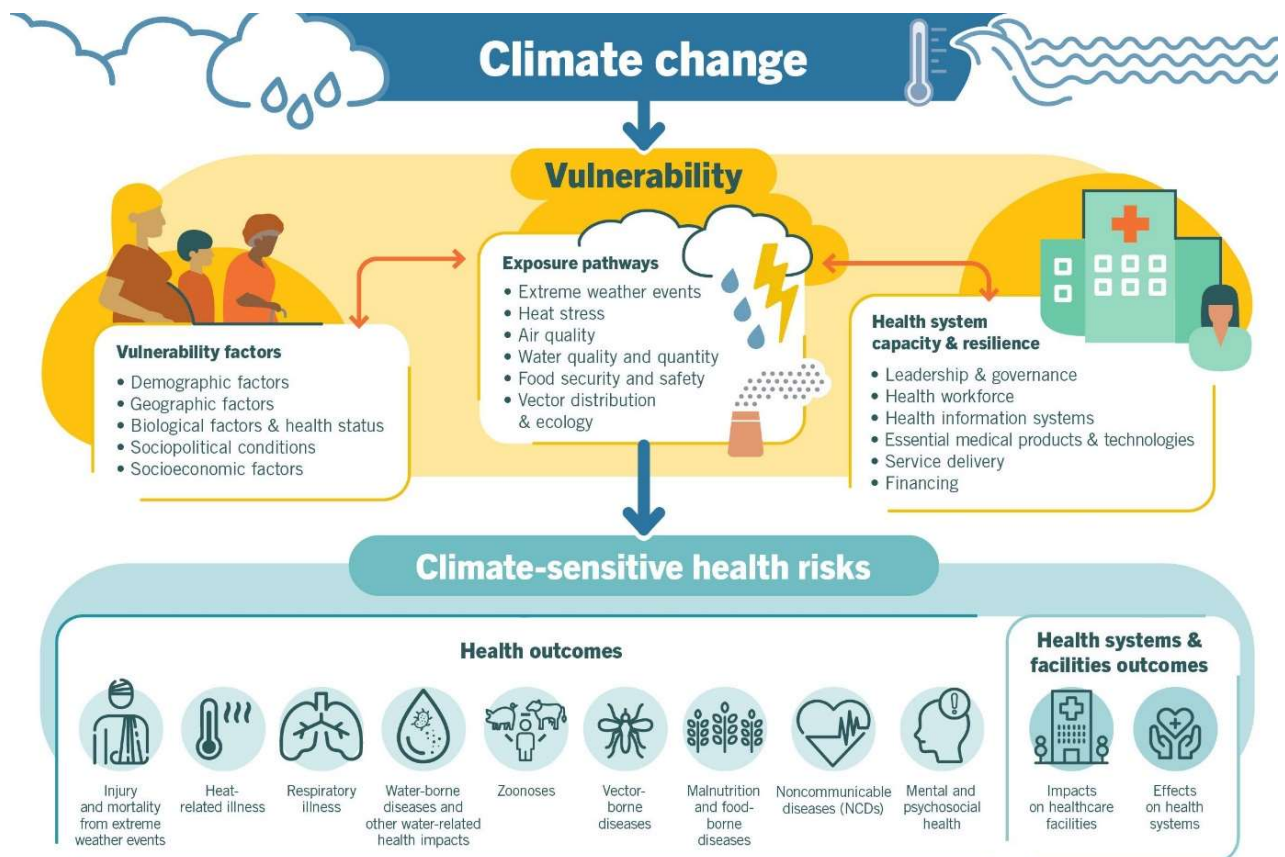 Climate change
Vulnerability
Vulnerability factors
• Demographic factors
• Geographic factors
• Biological factors & health status
• Sociopolitical conditions
• Socioeconomic factors
Exposure pathways
• Extreme weather events
• Heat stress
• Air quality
• Water quality and quantity
• Food security and safety
• Vector distribution
& ecology
Health system
capacity & resilience
• Leadership & governance
• Health workforce
• Health information systems
• Essential medical products & technologies
• Service delivery
• Financing
Climate-sensitive health risks
Health outcomes
Injury
and mortality
from extreme
weather events
Heat-
related illness
Respiratory
illness
Water-borne
diseases and
other water-related
health impacts
Zoonoses
Vector-
borne
diseases
Malnutrition
and food-
borne
diseases
Noncommunicable
diseases (NCDs)
Mental and
psychosocial
health
Health systems &
facilities outcomes
Impacts
on healthcare
facilities
Effects
on health
systems